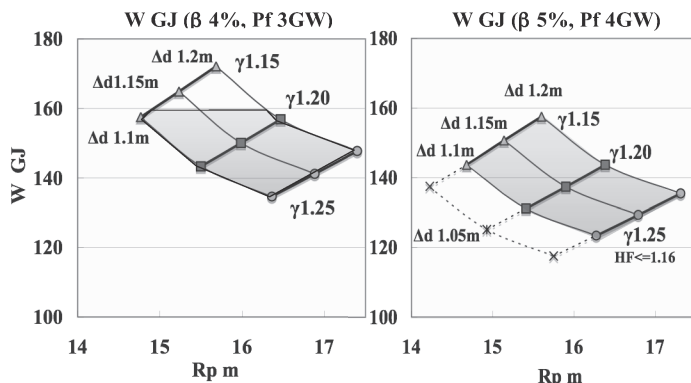 W GJ (β 4%, Pf 3GW)
180
160
140
120
100
14
15
16
17
W GJ
Rp m
Δd 1.2m
Δd1.15m
Δd 1.1m
γ1.15
γ1.20
γ1.25
W GJ (β 5%, Pf 4GW)
180
160
140
120
100
14
15
16
17
Rp m
Δd 1.2m
Δd 1.15m
Δd 1.1m
Δd 1.05m
γ1.15
γ1.20
γ1.25
HF<=1.16